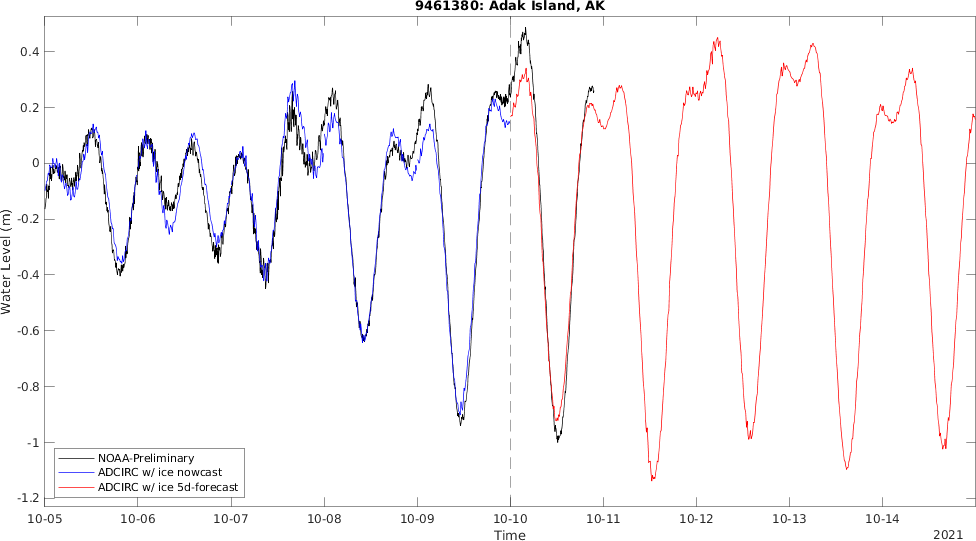 9461380: Adak Island, AK
0.4
0.2
0
-0.2
-0.4
-0.6
-0.8
-1
-1.2
Water Level (m)
NOAA-Preliminary
ADCIRC w/ ice nowcast
ADCIRC w/ ice 5d-forecast
10-05 10-06 10-07 10-08 10-09 10-10 10-11 10-12 10-13 10-14
Time
2021